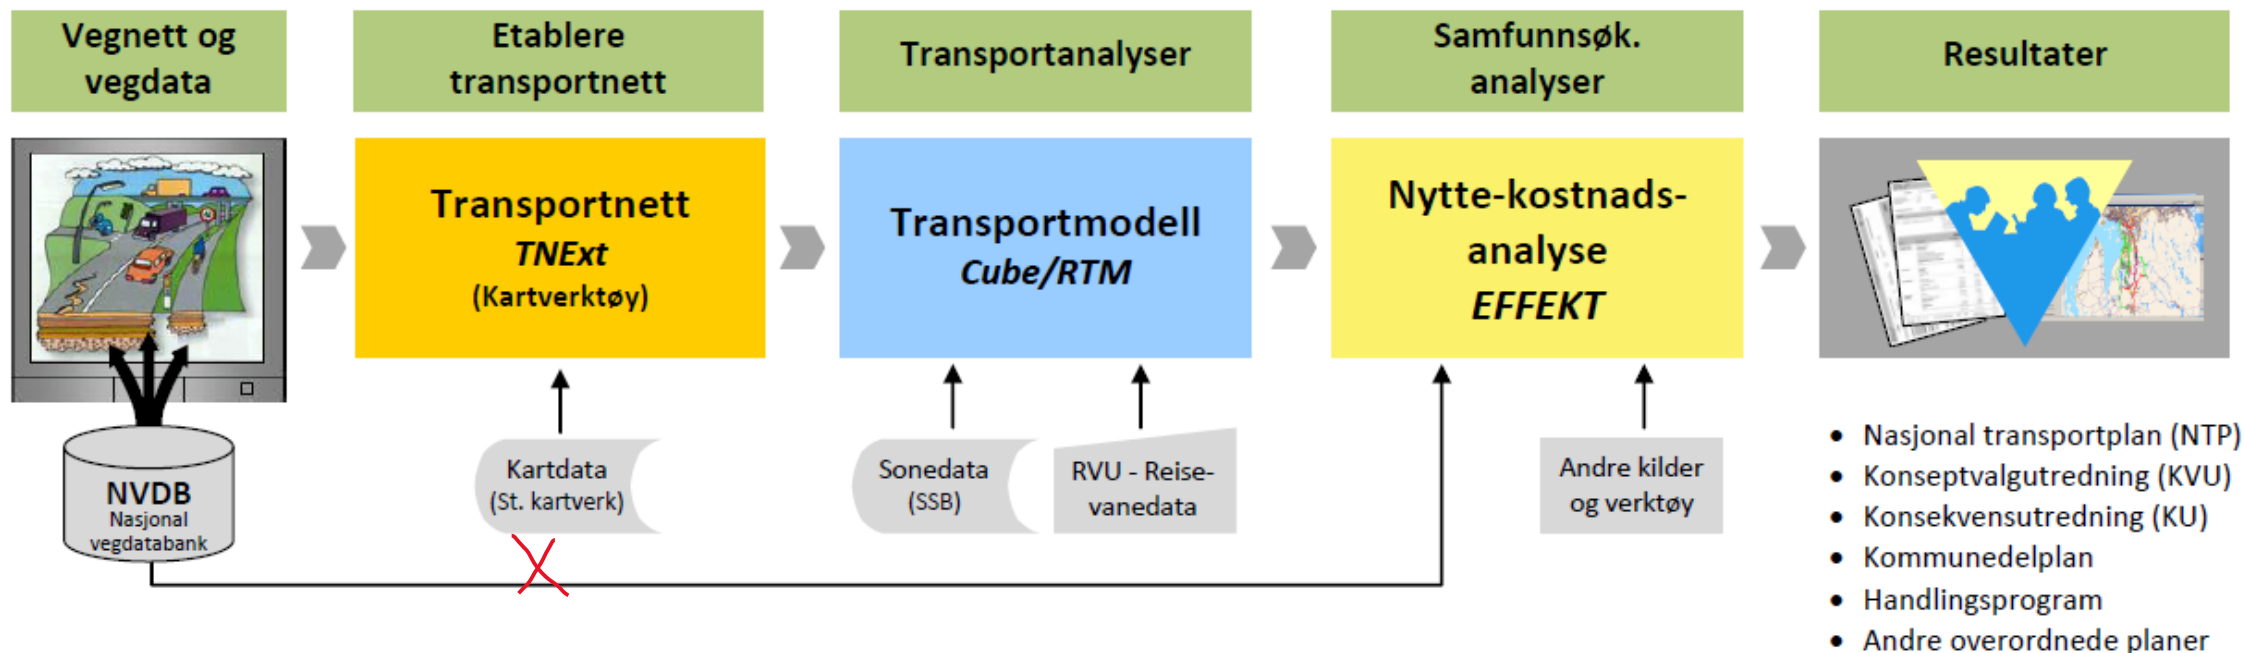 Vegnett og
vegdata
Etablere
transportnett
Transportanalyser
Samfunnsøk.
analyser
Resultater
Transportnett
TNExt
(Kartverktøy)
Transportmodell
Cube/RTM
Nytte-kostnads-
analyse
EFFEKT
NVDB
Nasjonal
vegdatabank
Kartdata
(St. kartverk)
Sonedata
(SSB)
RVU - Reise-
vanedata
Andre kilder
og verktøy
• Nasjonal transportplan (NTP)
• Konseptvalgutredning (KVU)
• Konsekvensutredning (KU)
• Kommunedelplan
• Handlingsprogram
• Andre overordnede planer